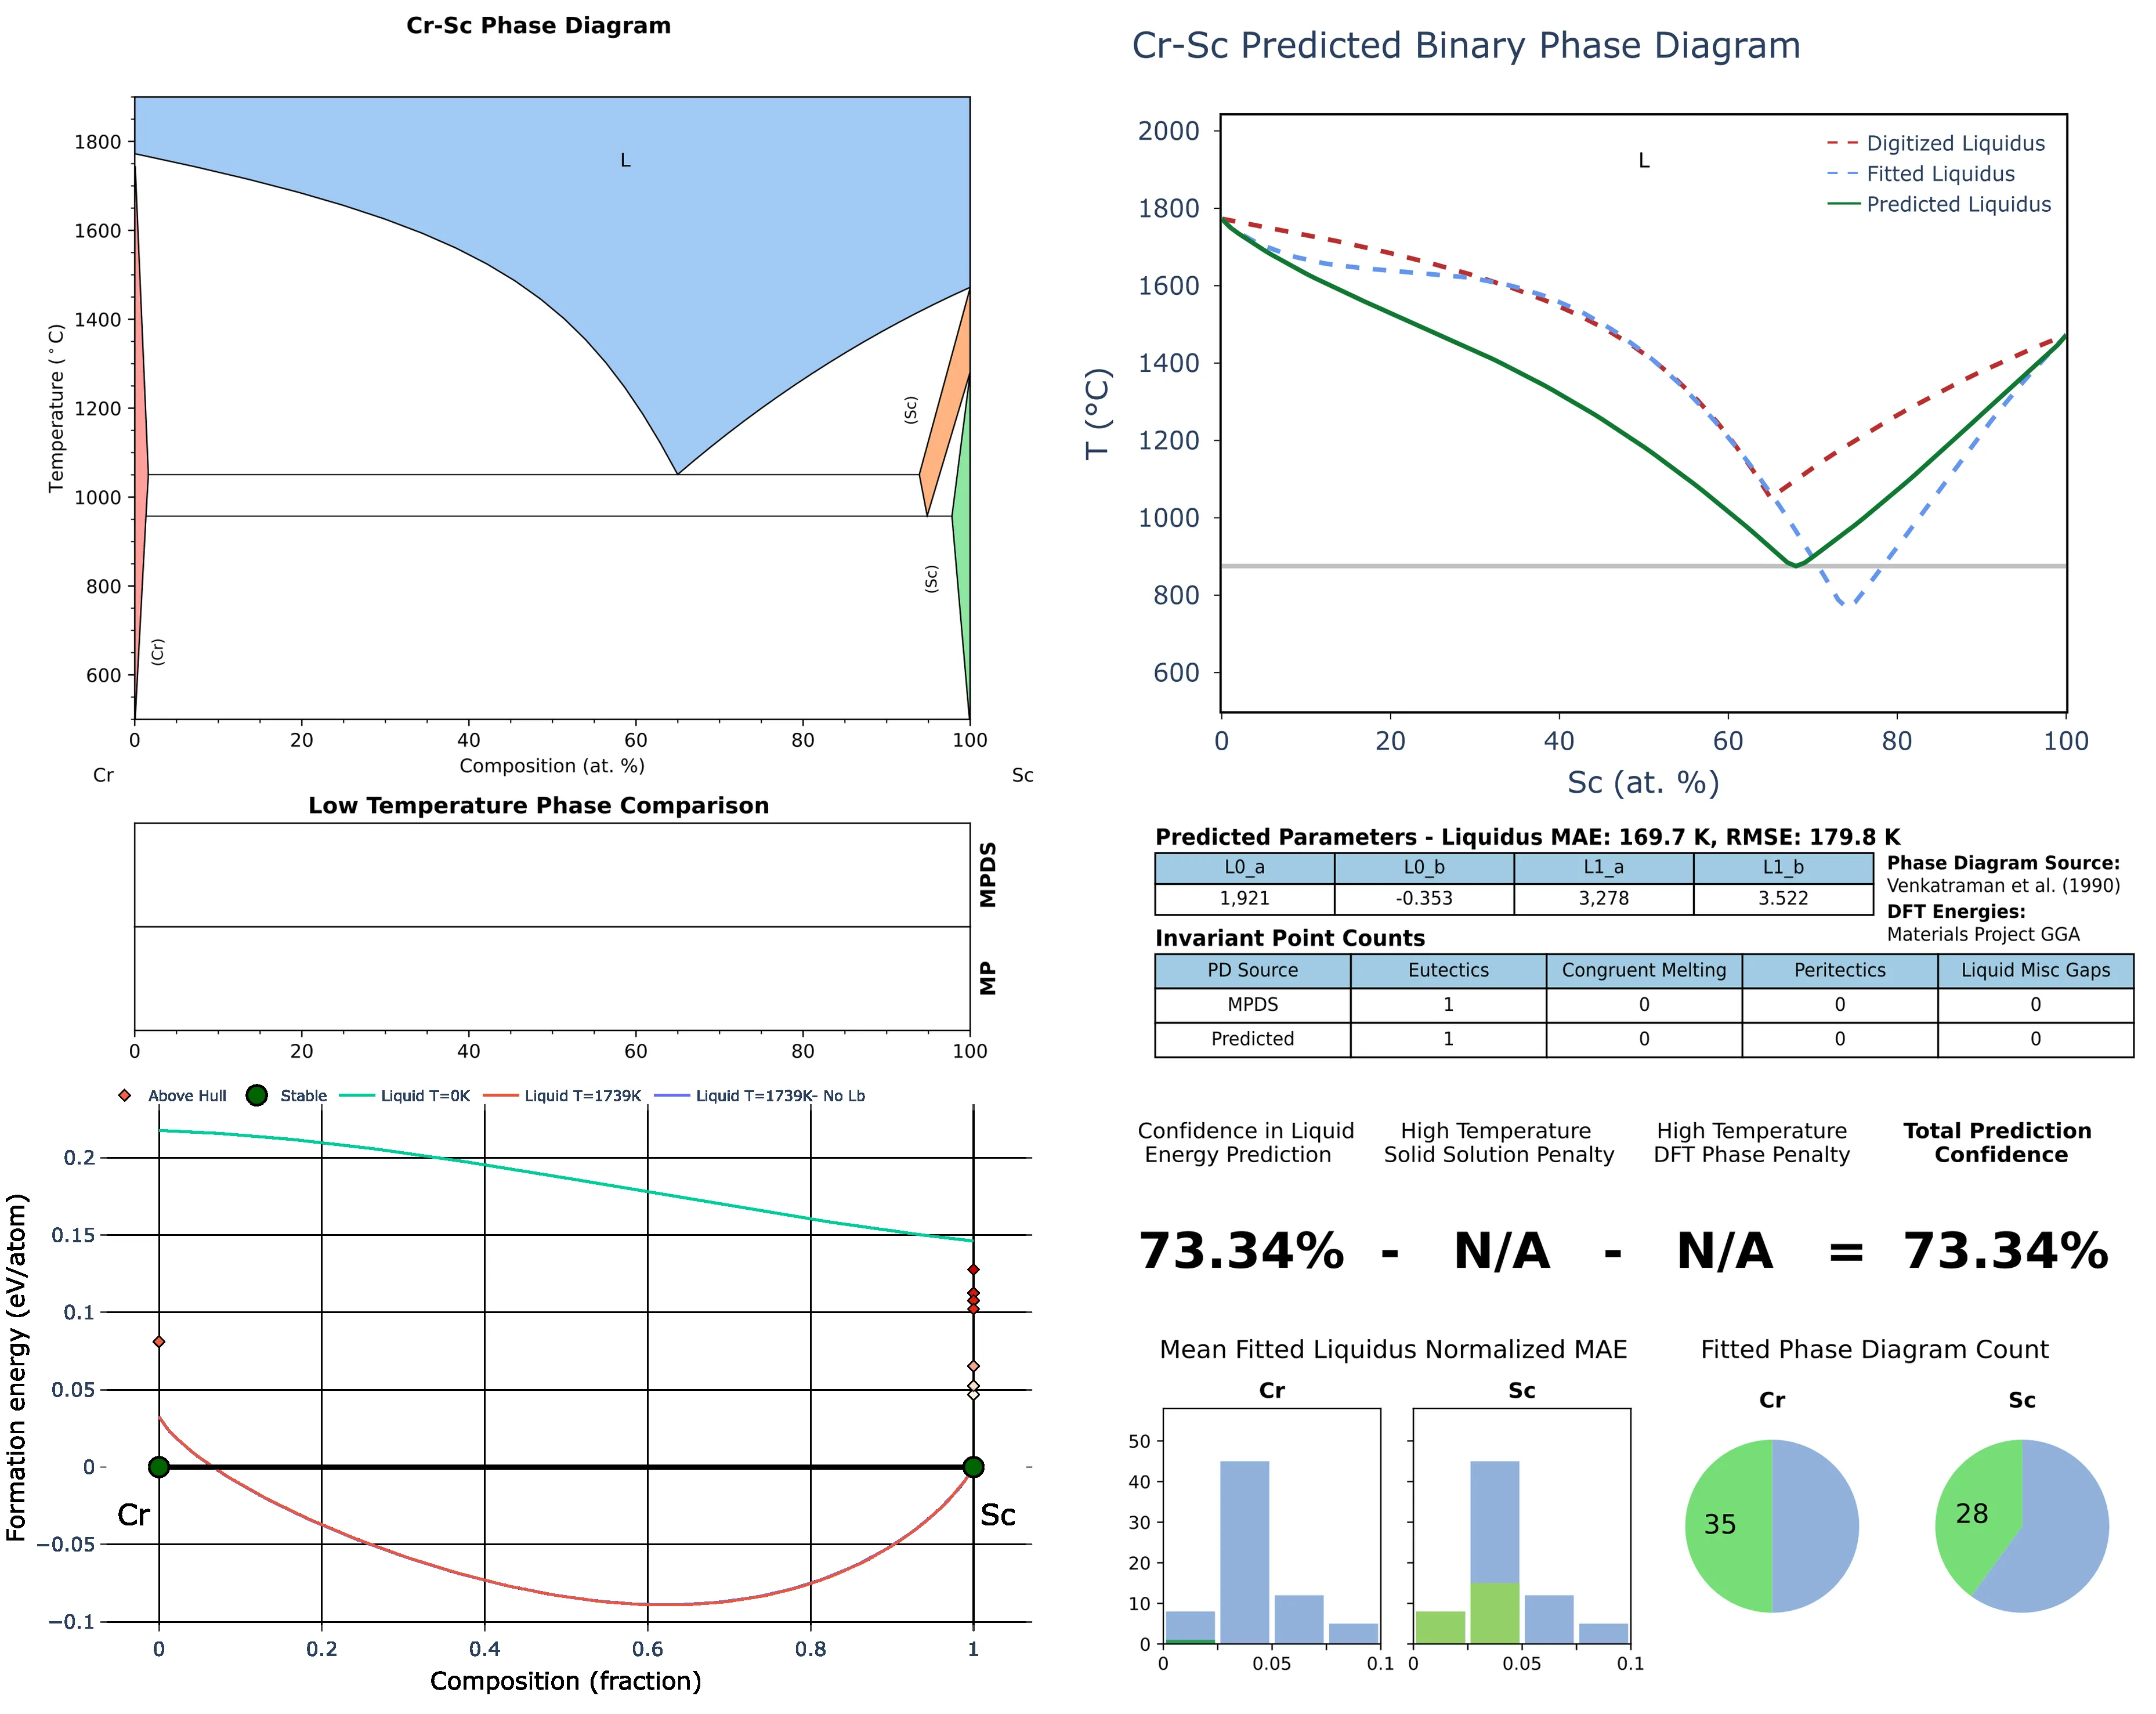 Cr-Sc Phase Diagram
1800
1600
1400
1200
1000
800
600
Temperature (°C)
L
(Sc)
(Sc)
(Cr)
0 20 40 60 80 100
Cr Composition (at. %) Sc
Cr-Sc Predicted Binary Phase Diagram
2000
1800
1600
1400
1200
1000
800
600
T (°C)
L
Digitized Liquidus
Fitted Liquidus
Predicted Liquidus
0 20 40 60 80 100
Sc (at. %)
Low Temperature Phase Comparison
MPDS
MP
0 20 40 60 80 100
Predicted Parameters - Liquidus MAE: 169.7 K, RMSE: 179.8 K
L0_a L0_b L1_a L1_b
1,921 -0.353 3,278 3.522
Phase Diagram Source:
Venkatraman et al. (1990)
DFT Energies:
Materials Project GGA
Invariant Point Counts
PD Source Eutectics Congruent Melting Peritectics Liquid Misc Gaps
MPDS 1 0 0 0
Predicted 1 0 0 0
Above Hull Stable Liquid T=0K Liquid T=1739K Liquid T=1739K- No Lb
0.2
0.15
0.1
0.05
0
−0.05
−0.1
Formation energy (eV/atom)
Cr
Sc
0 0.2 0.4 0.6 0.8 1
Composition (fraction)
Confidence in Liquid
Energy Prediction
High Temperature
Solid Solution Penalty
High Temperature
DFT Phase Penalty
Total Prediction
Confidence
73.34% - N/A - N/A = 73.34%
Mean Fitted Liquidus Normalized MAE
Cr Sc
50
40
30
20
10
0
0 0.05 0.1 0 0.05 0.1
Fitted Phase Diagram Count
Cr Sc
35 28